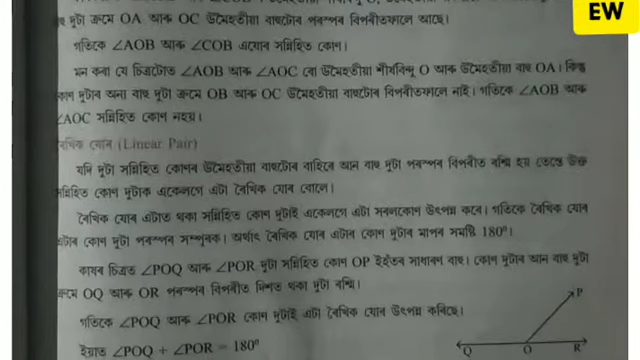 EW
দুটা ক্ৰমে OA আৰু OC উমৈহতীয়া বাহুটোৰ পৰস্পৰ বিপৰীতফালে আছে।
গতিকে ∠AOB আৰু ∠COB এযোৰ সন্নিহিত কোণ।
মন কৰা যে চিত্ৰটোত ∠AOB আৰু ∠AOC ৰো উমৈহতীয়া শীৰ্ষবিন্দু O আৰু উমৈহতীয়া বাহু OA। কিন্তু
কোণ দুটাৰ অন্য বাহু দুটা ক্ৰমে OB আৰু OC উমৈহতীয়া বাহুটোৰ বিপৰীতফালে নাই। গতিকে ∠AOB আৰু
∠AOC সন্নিহিত কোণ নহয়।
ৰৈখিক যোৰ (Linear Pair)
যদি দুটা সন্নিহিত কোণৰ উমৈহতীয়া বাহুটোৰ বাহিৰে আন বাহু দুটা পৰস্পৰ বিপৰীত ৰশ্মি হয় তেন্তে উক্ত
সন্নিহিত কোণ দুটাক একেলগে এটা ৰৈখিক যোৰ বোলে।
ৰৈখিক যোৰ এটাত থকা সন্নিহিত কোণ দুটাই একেলগে এটা সৰলকোণ উৎপন্ন কৰে। গতিকে ৰৈখিক যোৰ
এটাৰ কোণ দুটা পৰস্পৰ সম্পূৰক। অৰ্থাৎ ৰৈখিক যোৰ এটাৰ কোণ দুটাৰ মাপৰ সমষ্টি 180°।
কাষৰ চিত্ৰত ∠POQ আৰু ∠POR দুটা সন্নিহিত কোণ OP ইহঁতৰ সাধাৰণ বাহু। কোণ দুটাৰ আন বাহু দুটা
ক্ৰমে OQ আৰু OR পৰস্পৰ বিপৰীত দিশত থকা দুটা ৰশ্মি।
গতিকে ∠POQ আৰু ∠POR কোণ দুটাই এটা ৰৈখিক যোৰ উৎপন্ন কৰিছে।
ইয়াত ∠POQ + ∠POR = 180°
P
Q O R